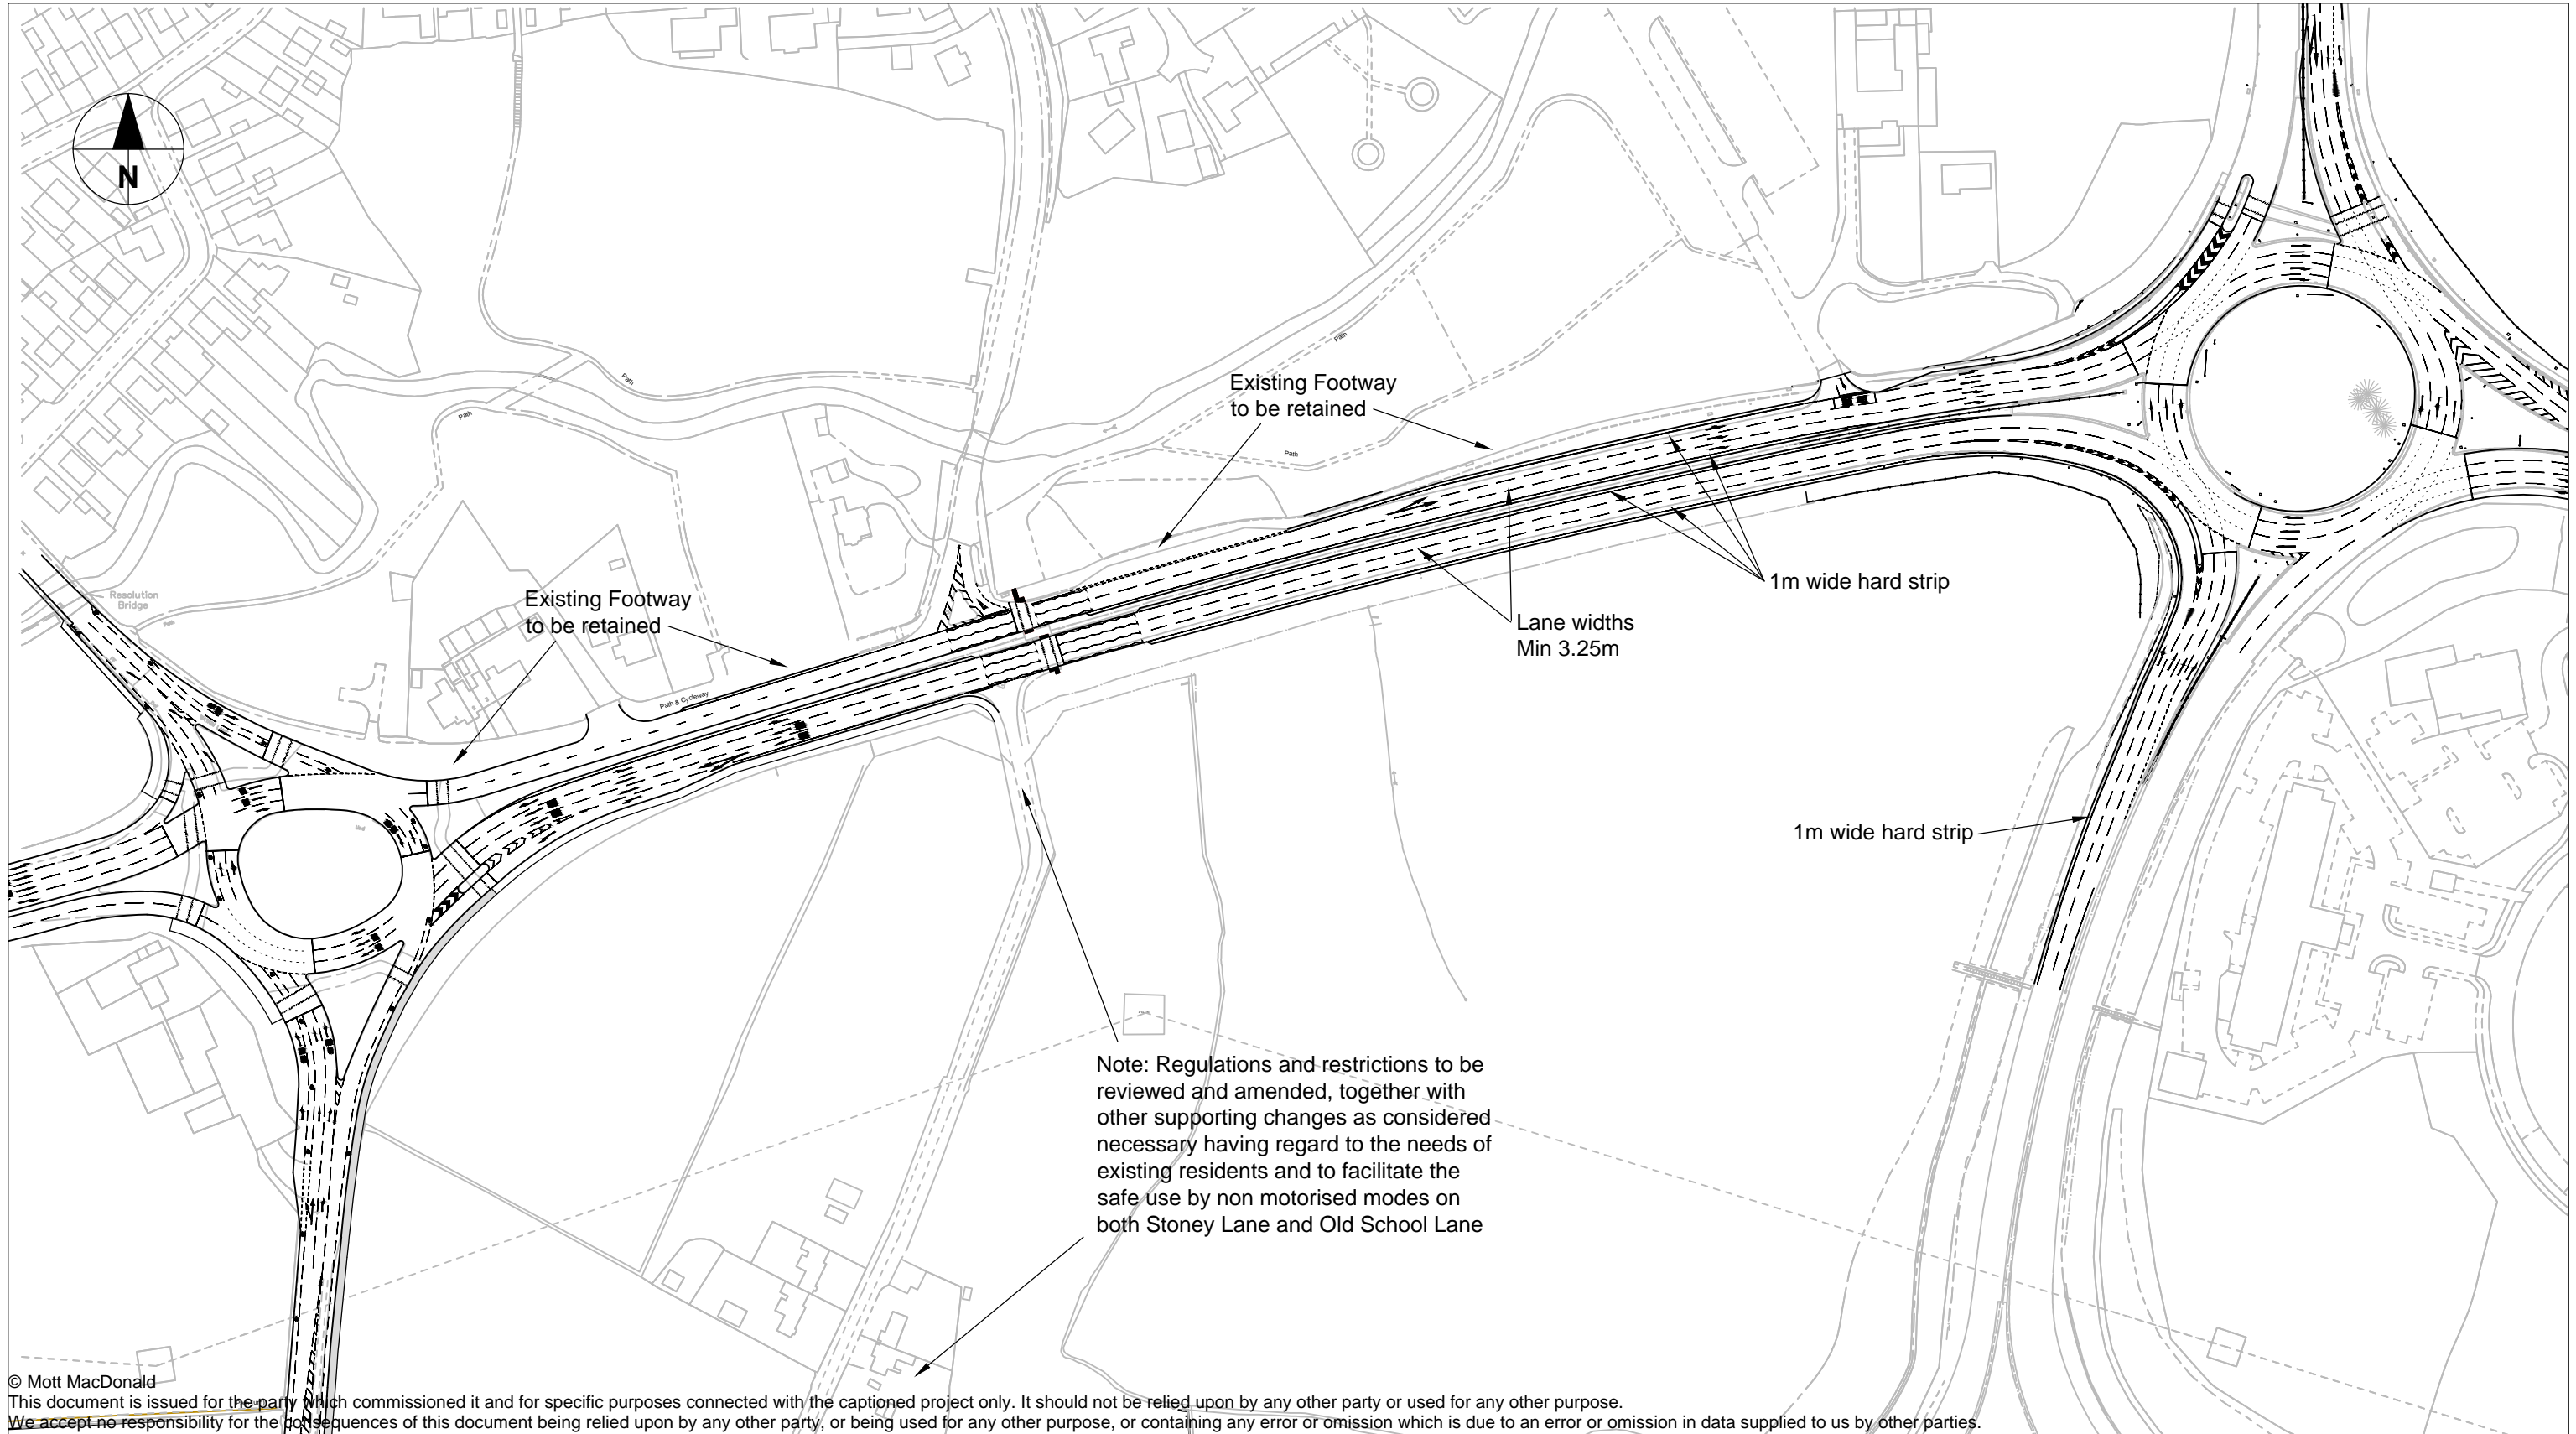 N
Path
Path
Path
Path
Existing Footway
to be retained
Existing Footway
to be retained
Resolution
Bridge
Path
Path & Cycleway
1m wide hard strip
Lane widths
Min 3.25m
1m wide hard strip
Note: Regulations and restrictions to be
reviewed and amended, together with
other supporting changes as considered
necessary having regard to the needs of
existing residents and to facilitate the
safe use by non motorised modes on
both Stoney Lane and Old School Lane
© Mott MacDonald
This document is issued for the party which commissioned it and for specific purposes connected with the captioned project only. It should not be relied upon by any other party or used for any other purpose.
We accept no responsibility for the consequences of this document being relied upon by any other party, or being used for any other purpose, or containing any error or omission which is due to an error or omission in data supplied to us by other parties.